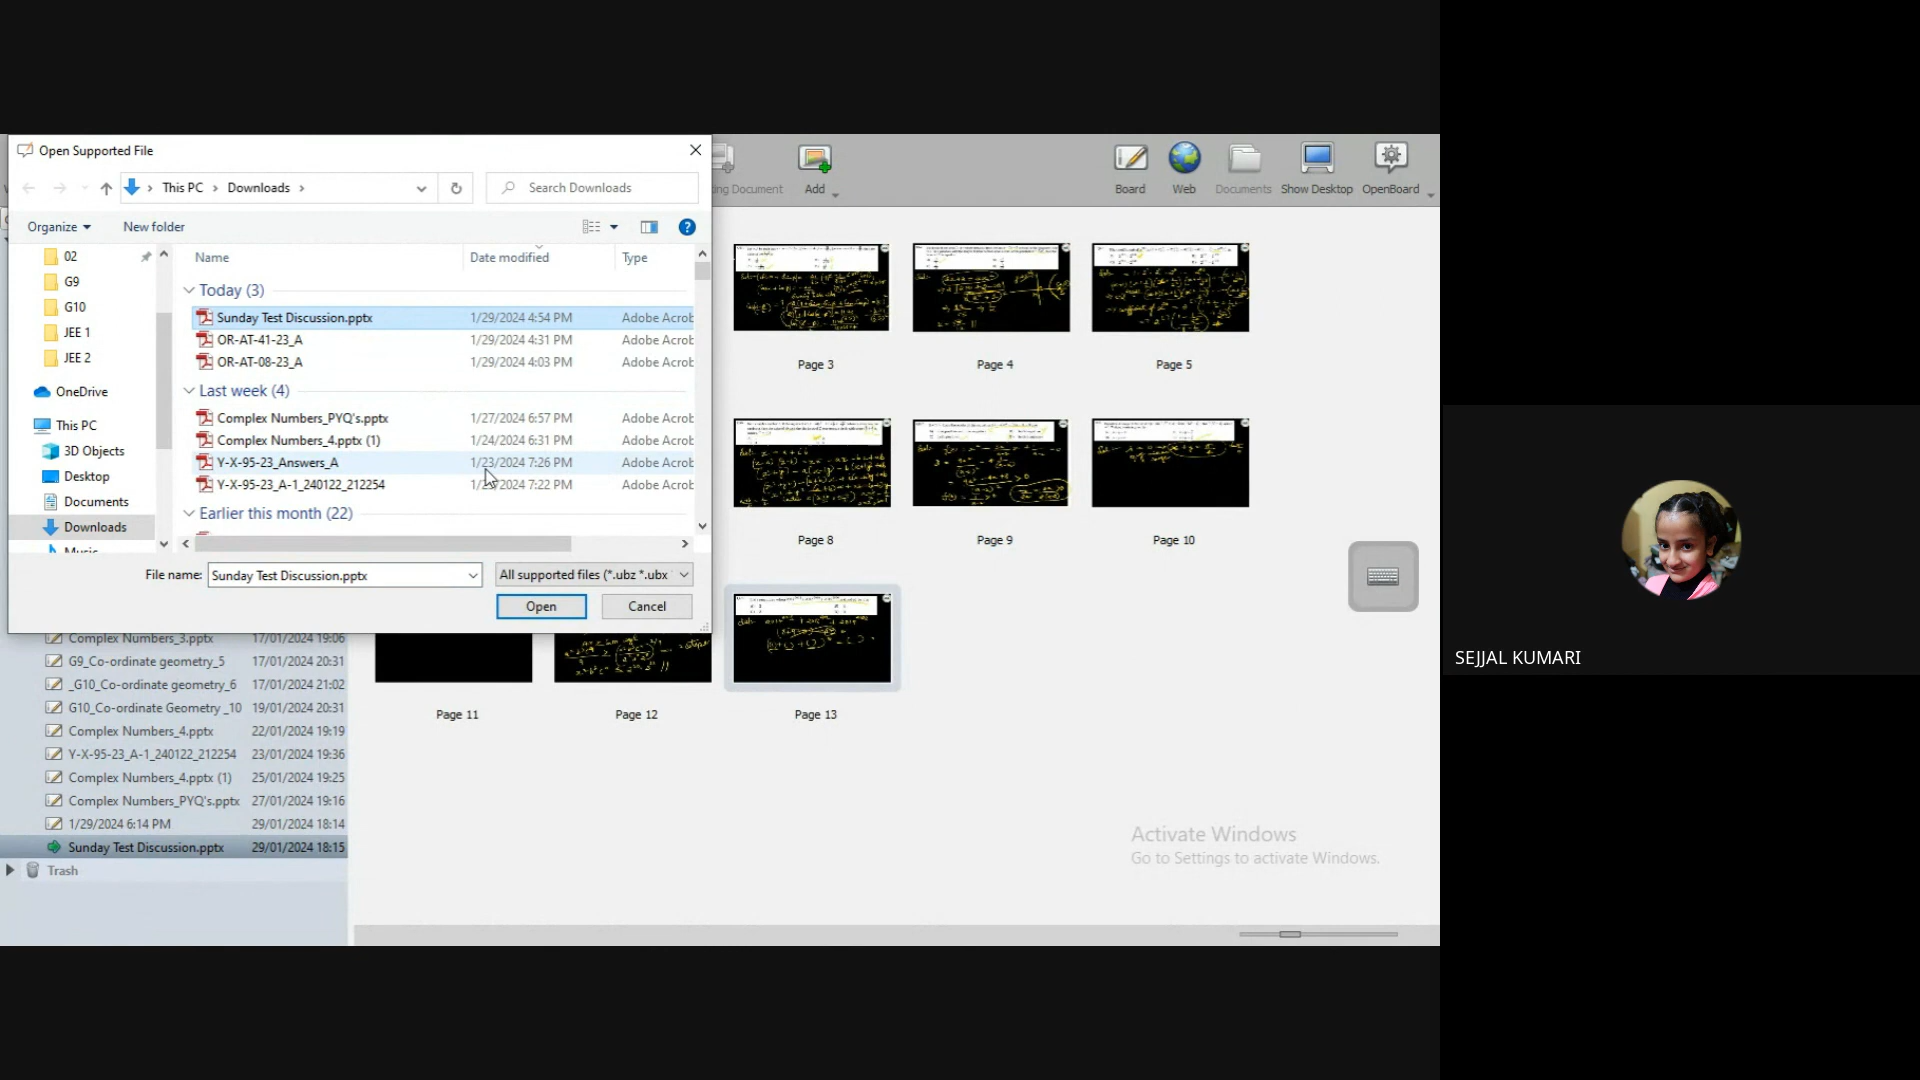 Open Supported File
This PC
Downloads
Search Downloads
Organize
New folder
02
G9
G10
JEE 1
JEE 2
OneDrive
This PC
3D Objects
Desktop
Documents
Downloads
Music
Name Date modified Type
Today (3)
Sunday Test Discussion.pptx 1/29/2024 4:54 PM Adobe Acrob
OR-AT-41-23_A 1/29/2024 4:31 PM Adobe Acrob
OR-AT-08-23_A 1/29/2024 4:03 PM Adobe Acrob
Last week (4)
Complex Numbers_PYQ's.pptx 1/27/2024 6:57 PM Adobe Acrob
Complex Numbers_4.pptx (1) 1/24/2024 6:31 PM Adobe Acrob
Y-X-95-23_Answers_A 1/23/2024 7:26 PM Adobe Acrob
Y-X-95-23_A-1_240122_212254 7:22 PM Adobe Acrob
Earlier this month (22)
File name: Sunday Test Discussion.pptx All supported files (*.ubz *.ubx
Open Cancel
Document
Add
Board
Web
Documents
Show Desktop
OpenBoard
Page 3
Page 4
Page 5
Page 8
Page 9
Page 10
Page 11
Page 12
Page 13
Complex Numbers_3.pptx 17/01/2024 19:06
G9_Co-ordinate geometry_5 17/01/2024 20:31
_G10_Co-ordinate geometry_6 17/01/2024 21:02
G10_Co-ordinate Geometry _10 19/01/2024 20:31
Complex Numbers_4.pptx 22/01/2024 19:19
Y-X-95-23_A-1_240122_212254 23/01/2024 19:36
Complex Numbers_4.pptx (1) 25/01/2024 19:25
Complex Numbers_PYQ's.pptx 27/01/2024 19:16
1/29/2024 6:14 PM 29/01/2024 18:14
Sunday Test Discussion.pptx 29/01/2024 18:15
Trash
Activate Windows
Go to Settings to activate Windows.
SEJJAL KUMARI